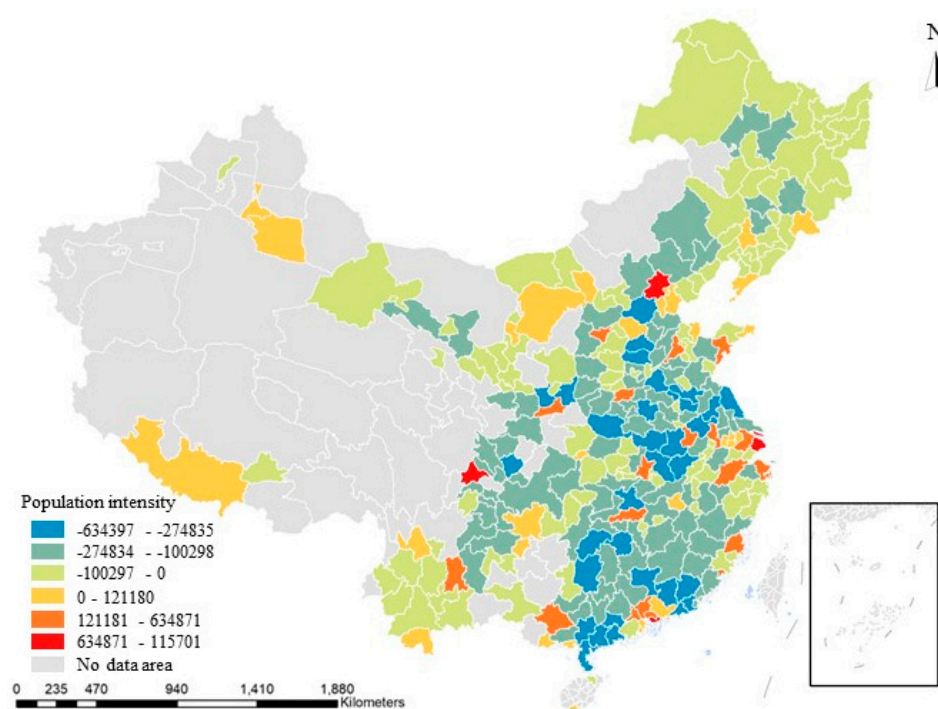 N
Population intensity
-634397 - -274835
-274834 - -100298
-100297 - 0
0 - 121180
121181 - 634871
634871 - 115701
No data area
0 235 470 940 1,410 1,880
Kilometers